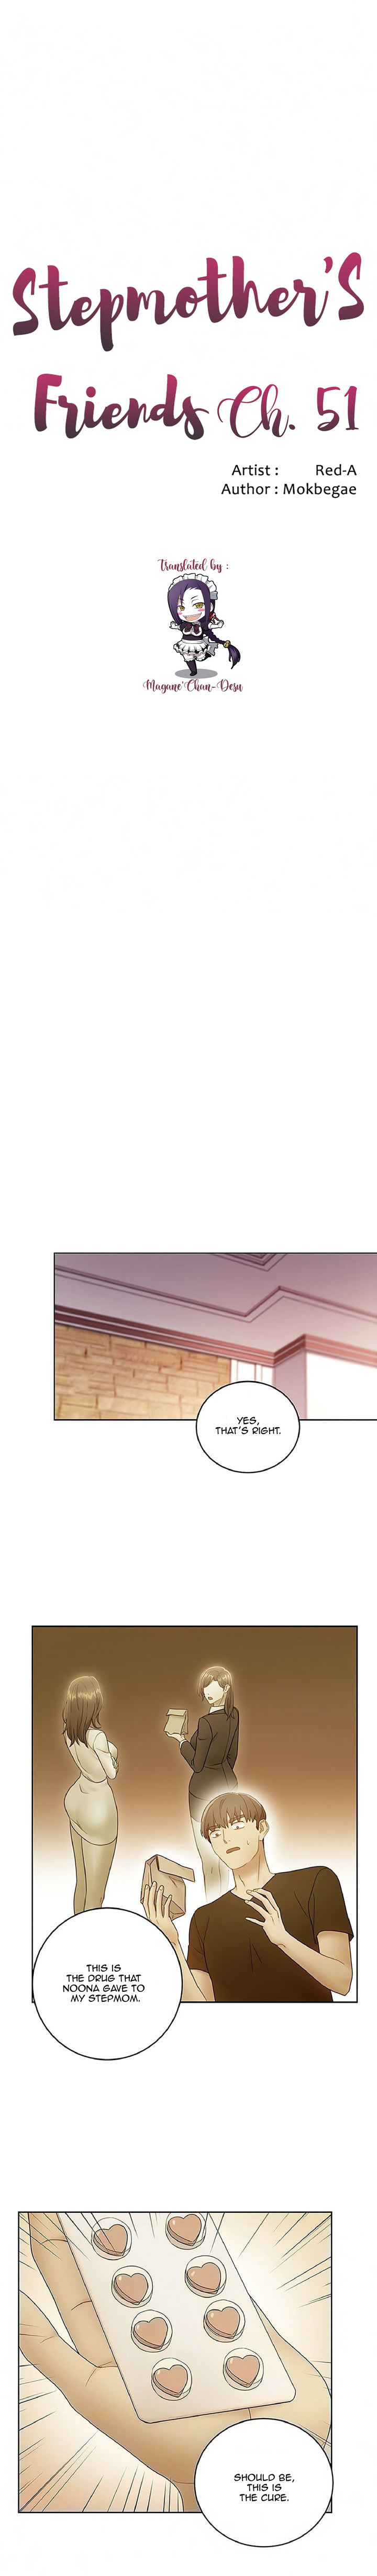 Stepmother'S
Friends Ch. 51
Artist : Red-A
Author : Mokbegae
Translated by :
Magane Chan-Desu
YES,
THAT'S RIGHT.
THIS IS
THE DRUG THAT
NOONA GAVE TO
MY STEPMOM.
SHOULD BE,
THIS IS
THE CURE.